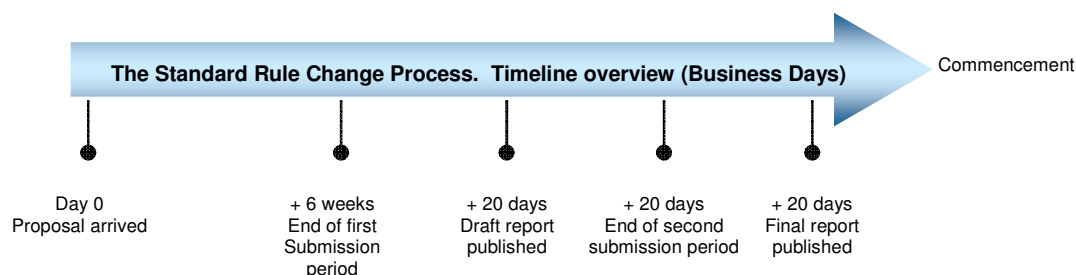 The Standard Rule Change Process. Timeline overview (Business Days)
Commencement
Day 0
Proposal arrived
+ 6 weeks
End of first
Submission
period
+ 20 days
Draft report
published
+ 20 days
End of second
submission period
+ 20 days
Final report
published